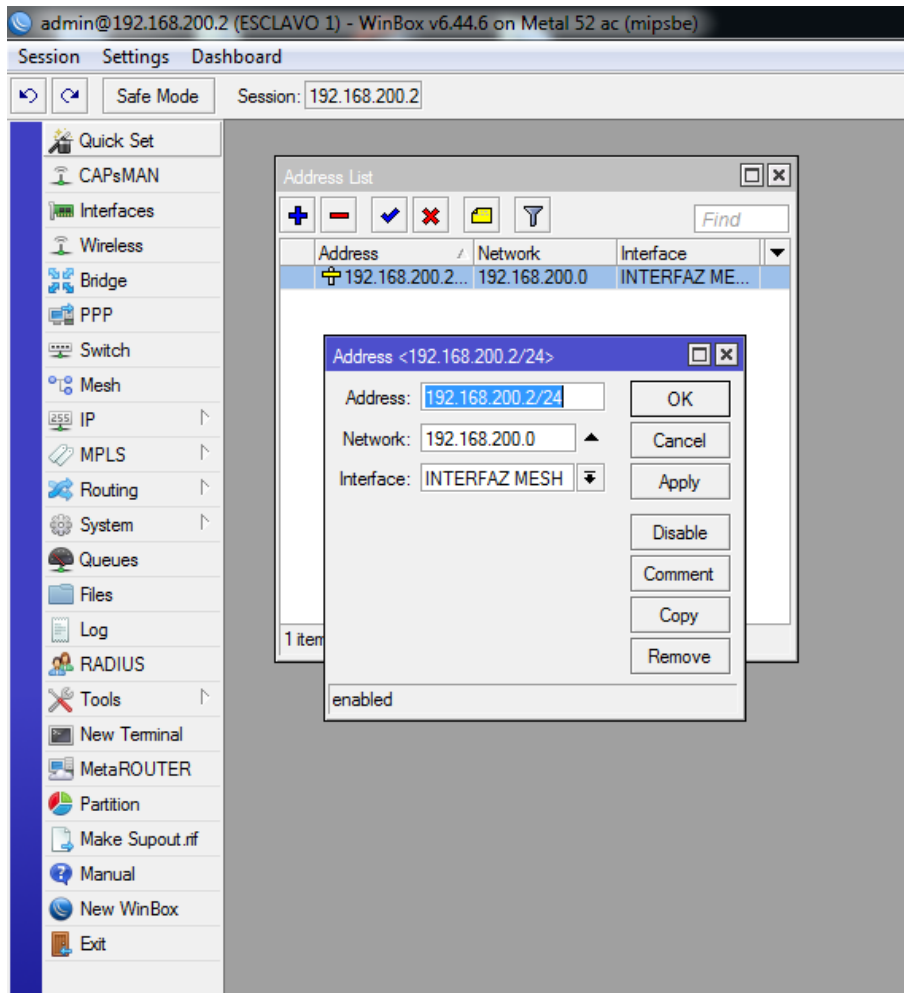 admin@192.168.200.2 (ESCLAVO 1) - WinBox v6.44.6 on Metal 52 ac (mipsbe)
Session Settings Dashboard
Safe Mode Session: 192.168.200.2
Quick Set
CAPsMAN
Interfaces
Wireless
Bridge
PPP
Switch
Mesh
IP
MPLS
Routing
System
Queues
Files
Log
RADIUS
Tools
New Terminal
MetaROUTER
Partition
Make Supout.rif
Manual
New WinBox
Exit
Address List
Find
Address Network Interface
192.168.200.2... 192.168.200.0 INTERFAZ ME...
1 item
Address <192.168.200.2/24>
Address: 192.168.200.2/24
Network: 192.168.200.0
Interface: INTERFAZ MESH
OK
Cancel
Apply
Disable
Comment
Copy
Remove
enabled